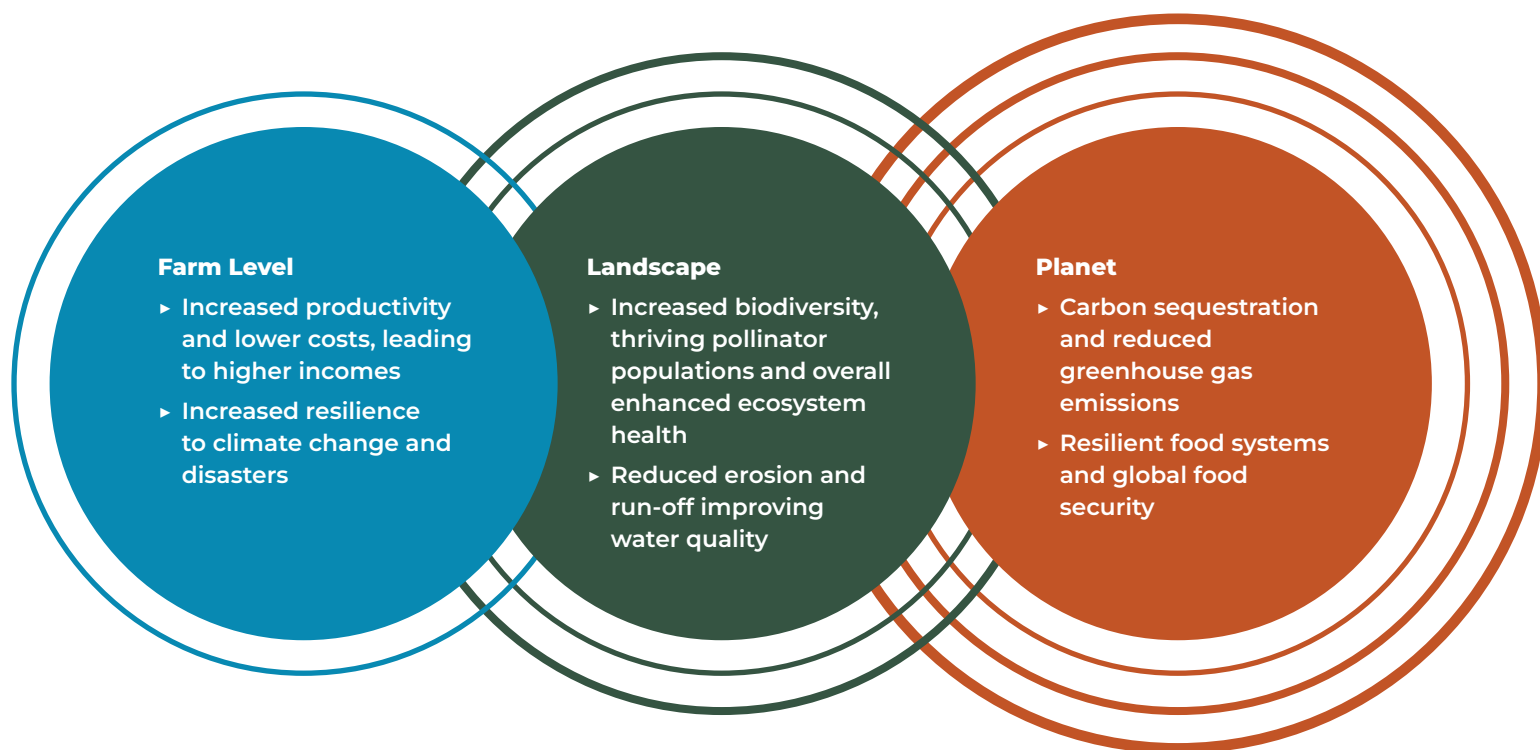 Farm Level
▸ Increased productivity
and lower costs, leading
to higher incomes
▸ Increased resilience
to climate change and
disasters
Landscape
▸ Increased biodiversity,
thriving pollinator
populations and overall
enhanced ecosystem
health
▸ Reduced erosion and
run-off improving
water quality
Planet
▸ Carbon sequestration
and reduced
greenhouse gas
emissions
▸ Resilient food systems
and global food
security